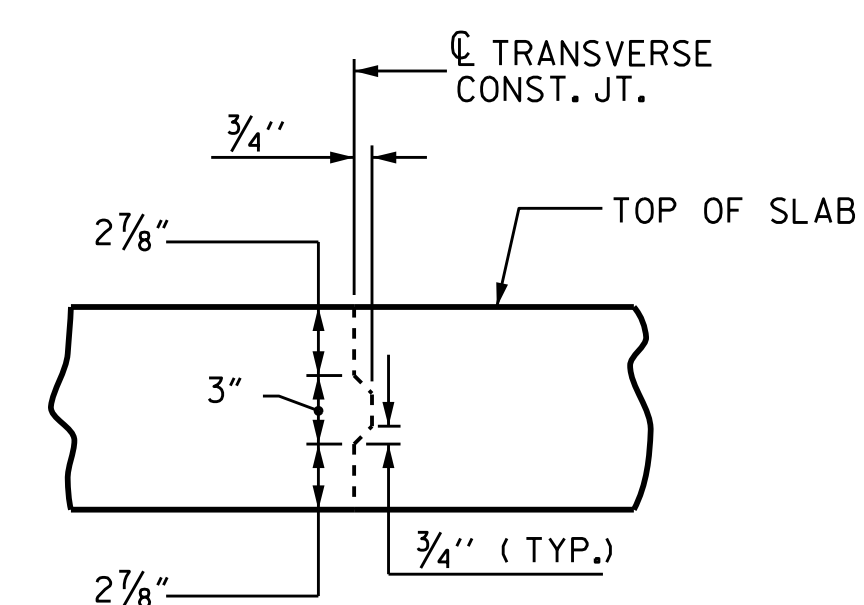 ℄ TRANSVERSE
CONST. JT.
3/4''
TOP OF SLAB
2 7/8"
3"
3/4'' (TYP.)
2 7/8"